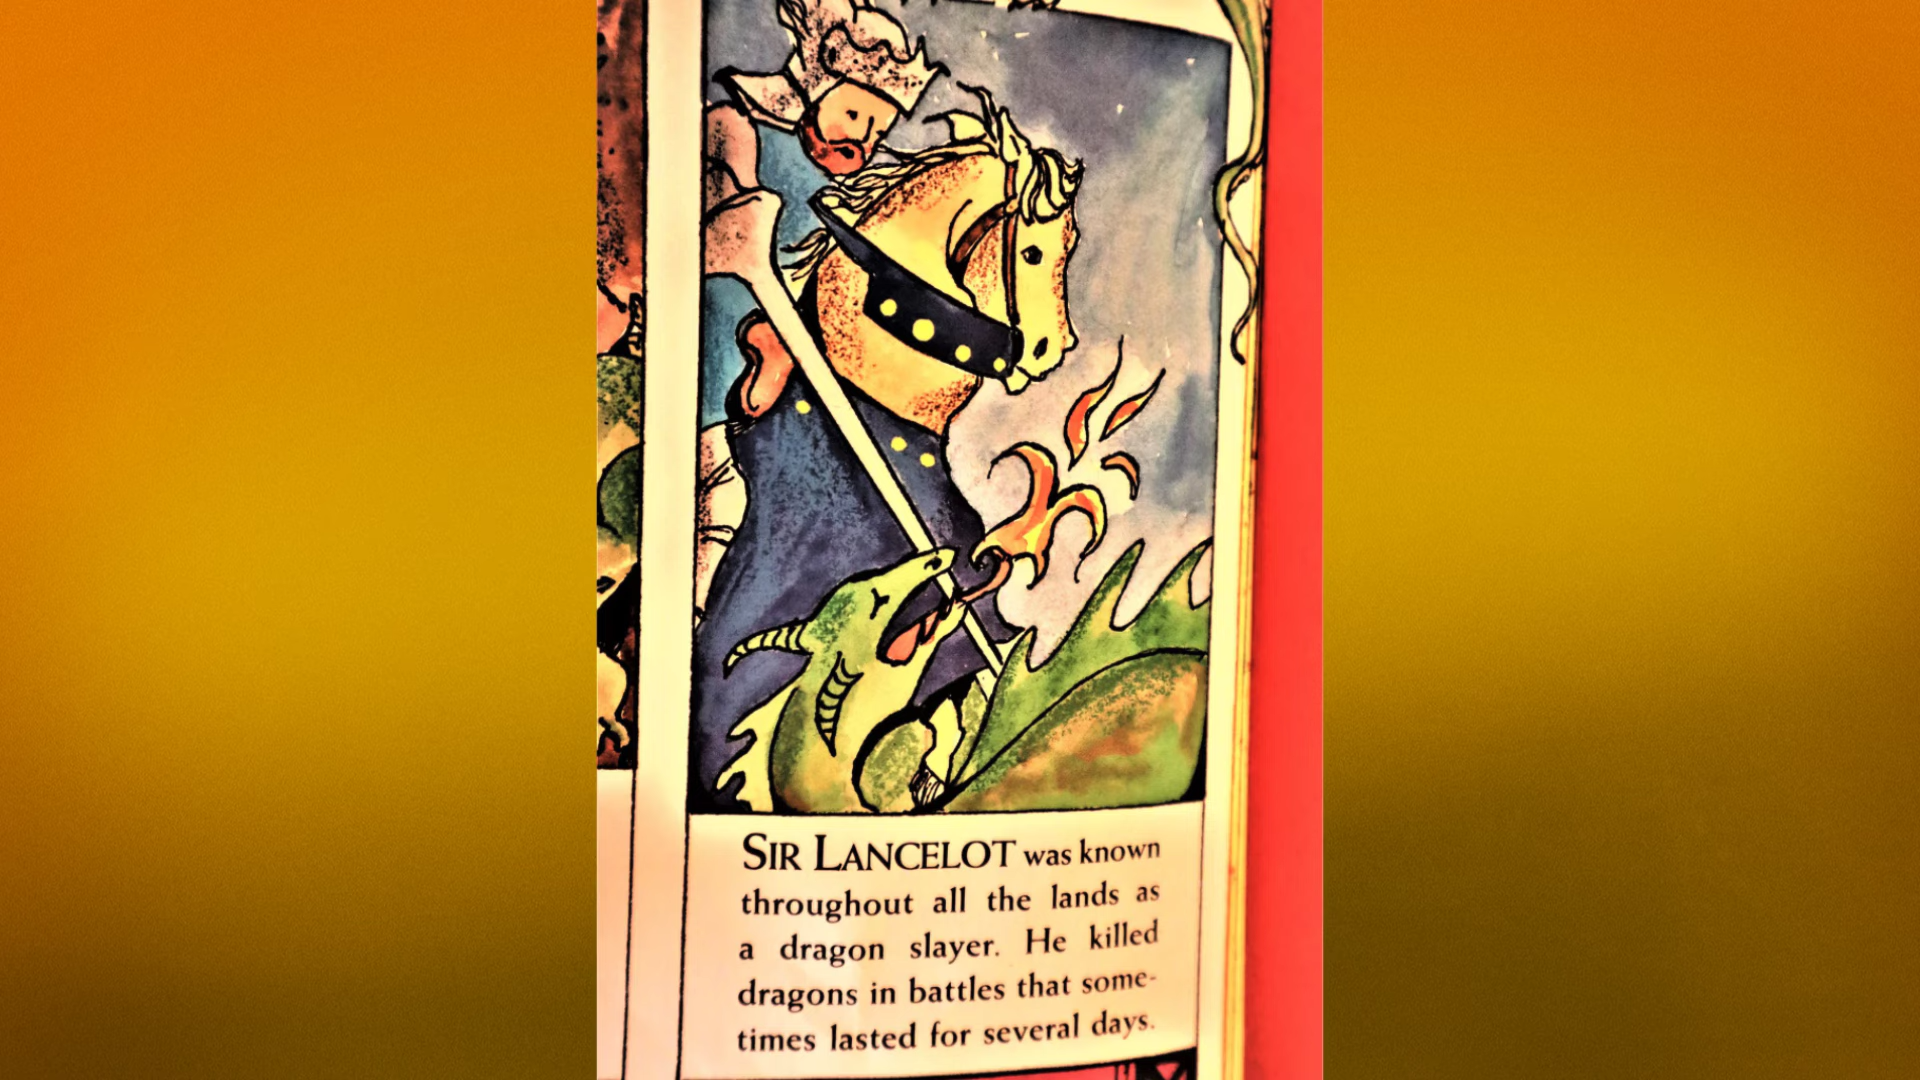 SIR LANCELOT was known
throughout all the lands as
a dragon slayer. He killed
dragons in battles that some-
times lasted for several days.